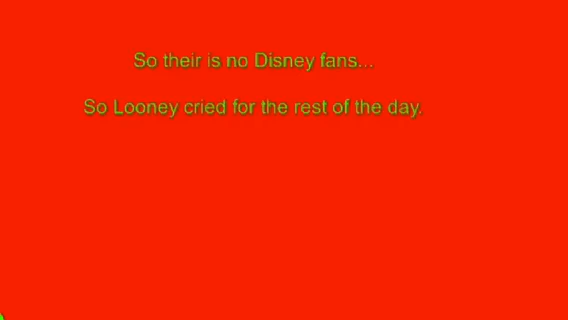 So their is no Disney fans...
So Looney cried for the rest of the day.